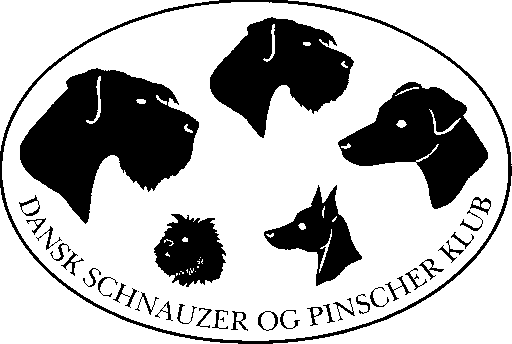 DANSK SCHNAUZER OG PINSCHER KLUB